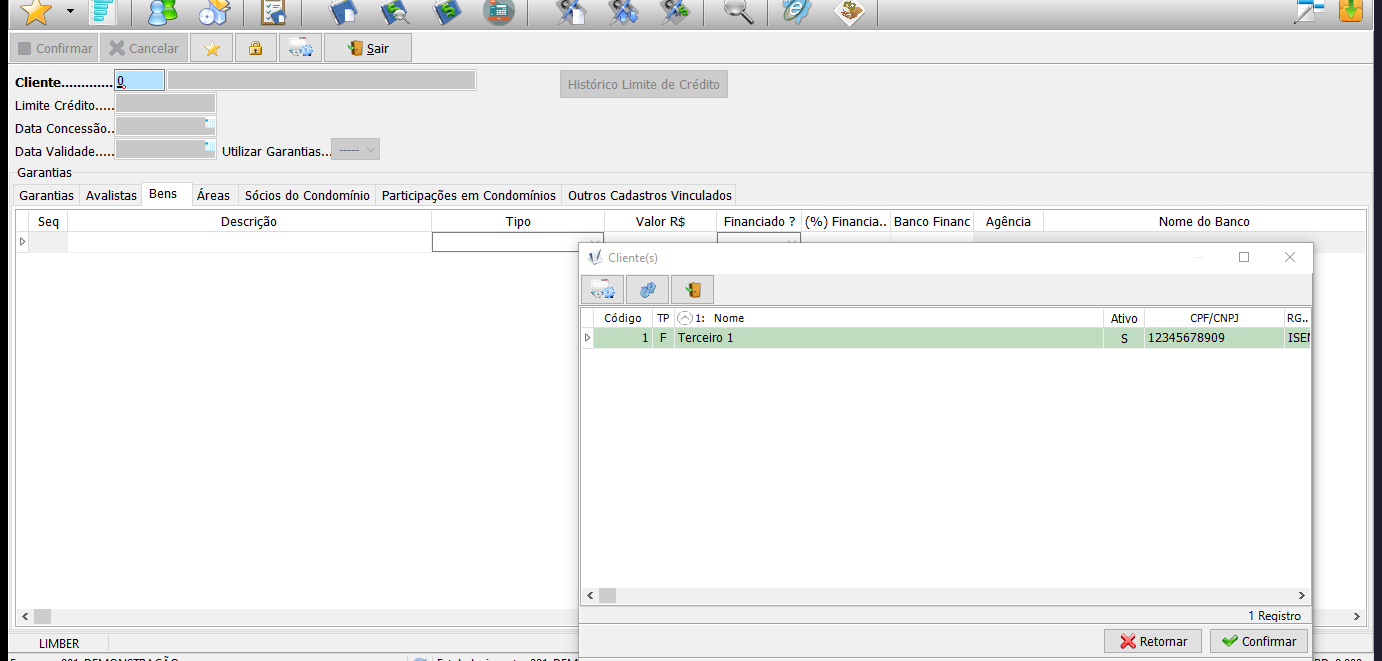 Confirmar Cancelar Sair
Cliente............. 0
Histórico Limite de Crédito
Limite Crédito.....
Data Concessão..
Data Validade..... Utilizar Garantias... -----
Garantias
Garantias Avalistas Bens Áreas Sócios do Condomínio Participações em Condomínios Outros Cadastros Vinculados
Seq Descrição Tipo Valor R$ Financiado ? (%) Financia.. Banco Financ Agência Nome do Banco
Cliente(s)
Código TP 1: Nome Ativo CPF/CNPJ RG..
1 F Terceiro 1 S 12345678909
1 Registro
Retornar Confirmar
LIMBER